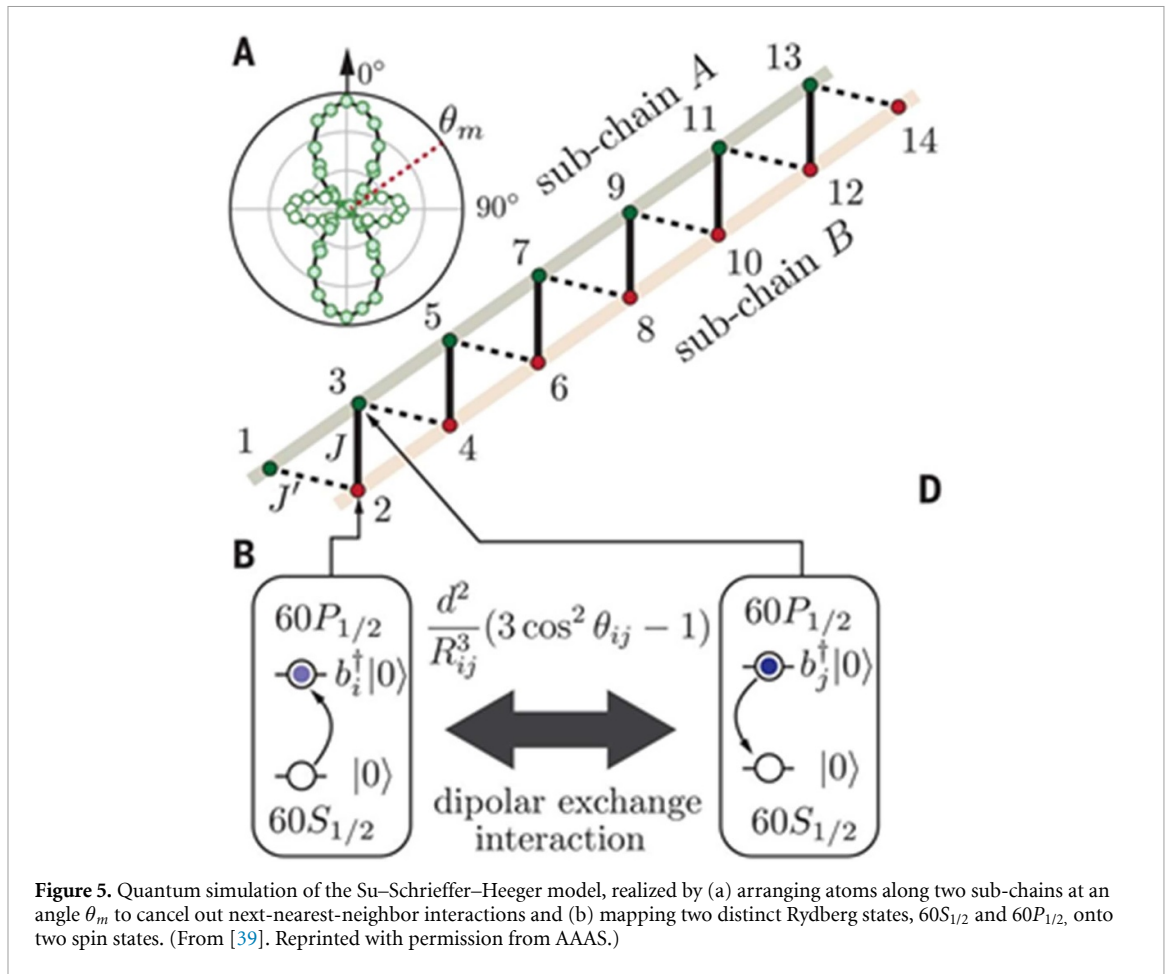 A
0°
θm
90°
sub-chain A
sub-chain B
1
2
3
4
5
6
7
8
9
10
11
12
13
14
J
J′
D
B
60P1/2
b†i|0⟩
|0⟩
60S1/2
d²/R³ij (3 cos² θij − 1)
dipolar exchange
interaction
60P1/2
b†j|0⟩
|0⟩
60S1/2
Figure 5. Quantum simulation of the Su–Schrieffer–Heeger model, realized by (a) arranging atoms along two sub-chains at an
angle θm to cancel out next-nearest-neighbor interactions and (b) mapping two distinct Rydberg states, 60S1/2 and 60P1/2, onto
two spin states. (From [39]. Reprinted with permission from AAAS.)